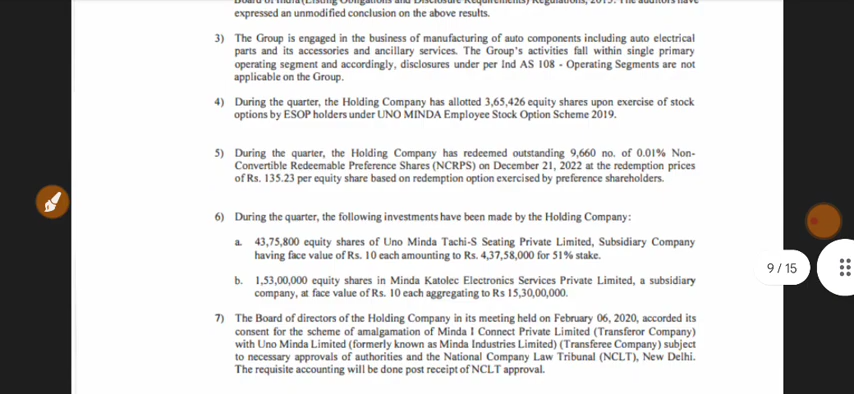 Board of India (Listing Obligations and Disclosure Requirements) Regulations, 2015. The auditors have
expressed an unmodified conclusion on the above results.
3) The Group is engaged in the business of manufacturing of auto components including auto electrical
parts and its accessories and ancillary services. The Group's activities fall within single primary
operating segment and accordingly, disclosures under per Ind AS 108 - Operating Segments are not
applicable on the Group.
4) During the quarter, the Holding Company has allotted 3,65,426 equity shares upon exercise of stock
options by ESOP holders under UNO MINDA Employee Stock Option Scheme 2019.
5) During the quarter, the Holding Company has redeemed outstanding 9,660 no. of 0.01% Non-
Convertible Redeemable Preference Shares (NCRPS) on December 21, 2022 at the redemption prices
of Rs. 135.23 per equity share based on redemption option exercised by preference shareholders.
6) During the quarter, the following investments have been made by the Holding Company:
a. 43,75,800 equity shares of Uno Minda Tachi-S Seating Private Limited, Subsidiary Company
having face value of Rs. 10 each amounting to Rs. 4,37,58,000 for 51% stake.
9 / 15
b. 1,53,00,000 equity shares in Minda Katolec Electronics Services Private Limited, a subsidiary
company, at face value of Rs. 10 each aggregating to Rs 15,30,00,000.
7) The Board of directors of the Holding Company in its meeting held on February 06, 2020, accorded its
consent for the scheme of amalgamation of Minda I Connect Private Limited (Transferor Company)
with Uno Minda Limited (formerly known as Minda Industries Limited) (Transferee Company) subject
to necessary approvals of authorities and the National Company Law Tribunal (NCLT), New Delhi.
The requisite accounting will be done post receipt of NCLT approval.